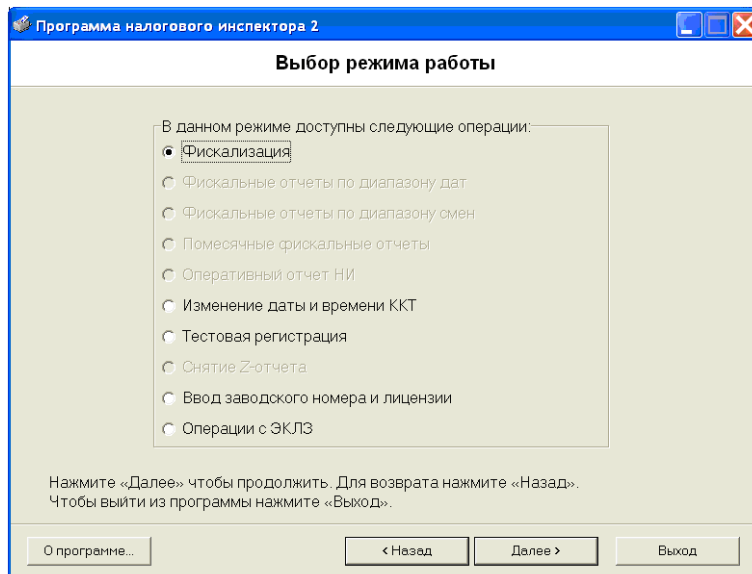 Программа налогового инспектора 2
Выбор режима работы
В данном режиме доступны следующие операции:
Фискализация
Фискальные отчеты по диапазону дат
Фискальные отчеты по диапазону смен
Помесячные фискальные отчеты
Оперативный отчет НИ
Изменение даты и времени ККТ
Тестовая регистрация
Снятие Z-отчета
Ввод заводского номера и лицензии
Операции с ЭКЛЗ
Нажмите «Далее» чтобы продолжить. Для возврата нажмите «Назад».
Чтобы выйти из программы нажмите «Выход».
О программе... < Назад Далее > Выход